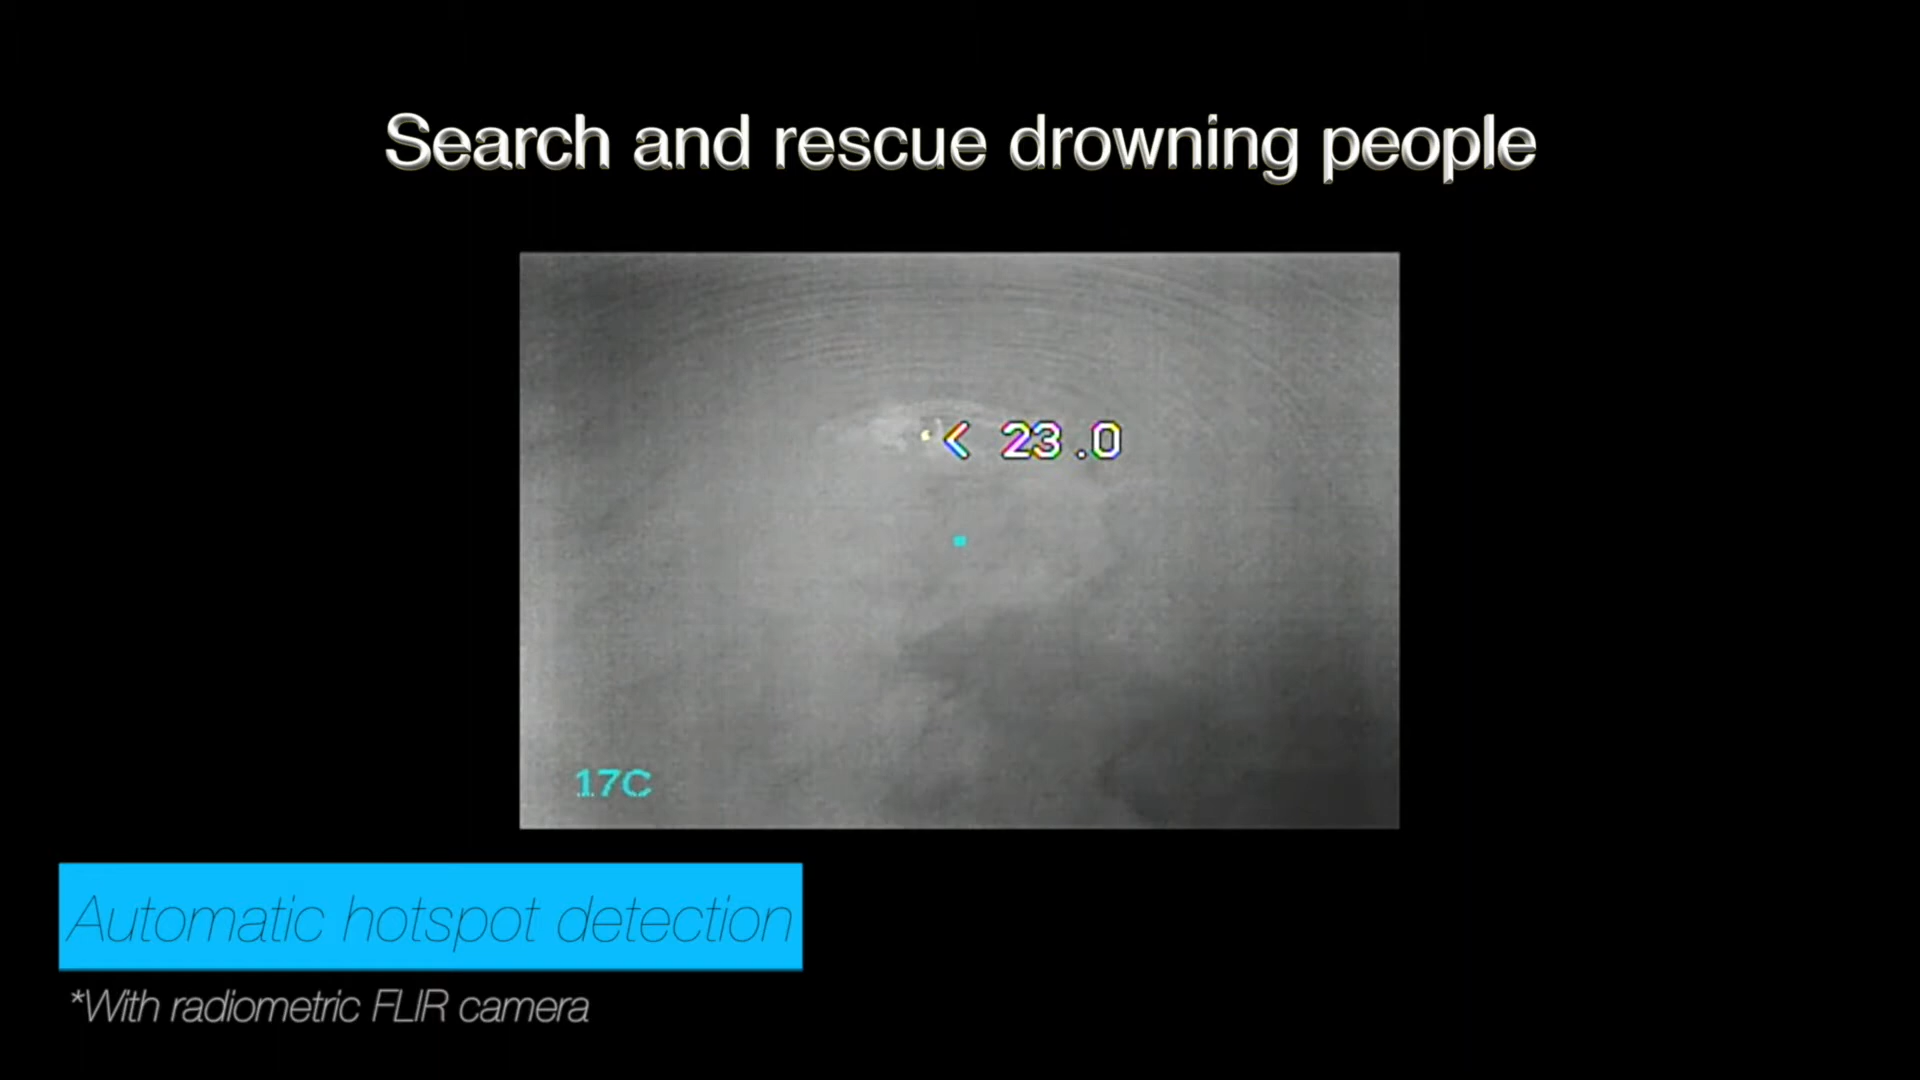 Search and rescue drowning people
< 23.0
17C
Automatic hotspot detection
*With radiometric FLIR camera